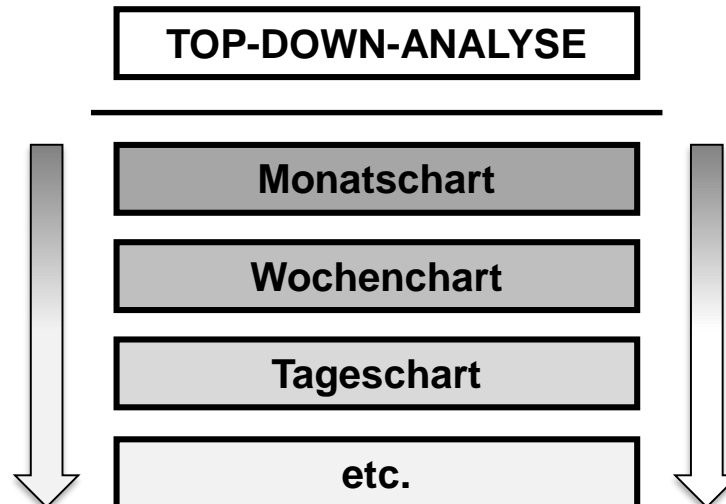 TOP-DOWN-ANALYSE
Monatschart
Wochenchart
Tageschart
etc.